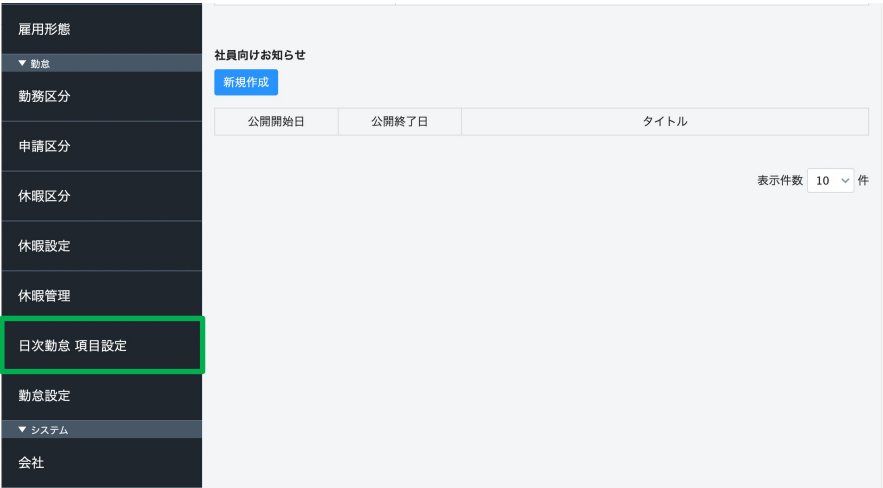 雇用形態
▼ 勤怠
勤務区分
申請区分
休暇区分
休暇設定
休暇管理
日次勤怠 項目設定
勤怠設定
▼ システム
会社
社員向けお知らせ
新規作成
公開開始日 公開終了日 タイトル
表示件数 10 件